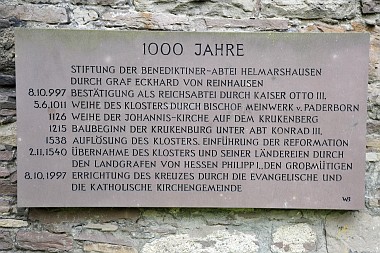 1000 JAHRE
STIFTUNG DER BENEDIKTINER-ABTEI HELMARSHAUSEN
DURCH GRAF ECKHARD VON REINHAUSEN
8.10.997 BESTÄTIGUNG ALS REICHSABTEI DURCH KAISER OTTO III.
5.6.1011 WEIHE DES KLOSTERS DURCH BISCHOF MEINWERK v. PADERBORN
1126 WEIHE DER JOHANNIS-KIRCHE AUF DEM KRUKENBERG
1215 BAUBEGINN DER KRUKENBURG UNTER ABT KONRAD III.
1538 AUFLÖSUNG DES KLOSTERS. EINFÜHRUNG DER REFORMATION
2.11.1540 ÜBERNAHME DES KLOSTERS UND SEINER LÄNDEREIEN DURCH
DEN LANDGRAFEN VON HESSEN PHILIPP I., DEN GROßMÜTIGEN
8.10.1997 ERRICHTUNG DES KREUZES DURCH DIE EVANGELISCHE UND
DIE KATHOLISCHE KIRCHENGEMEINDE